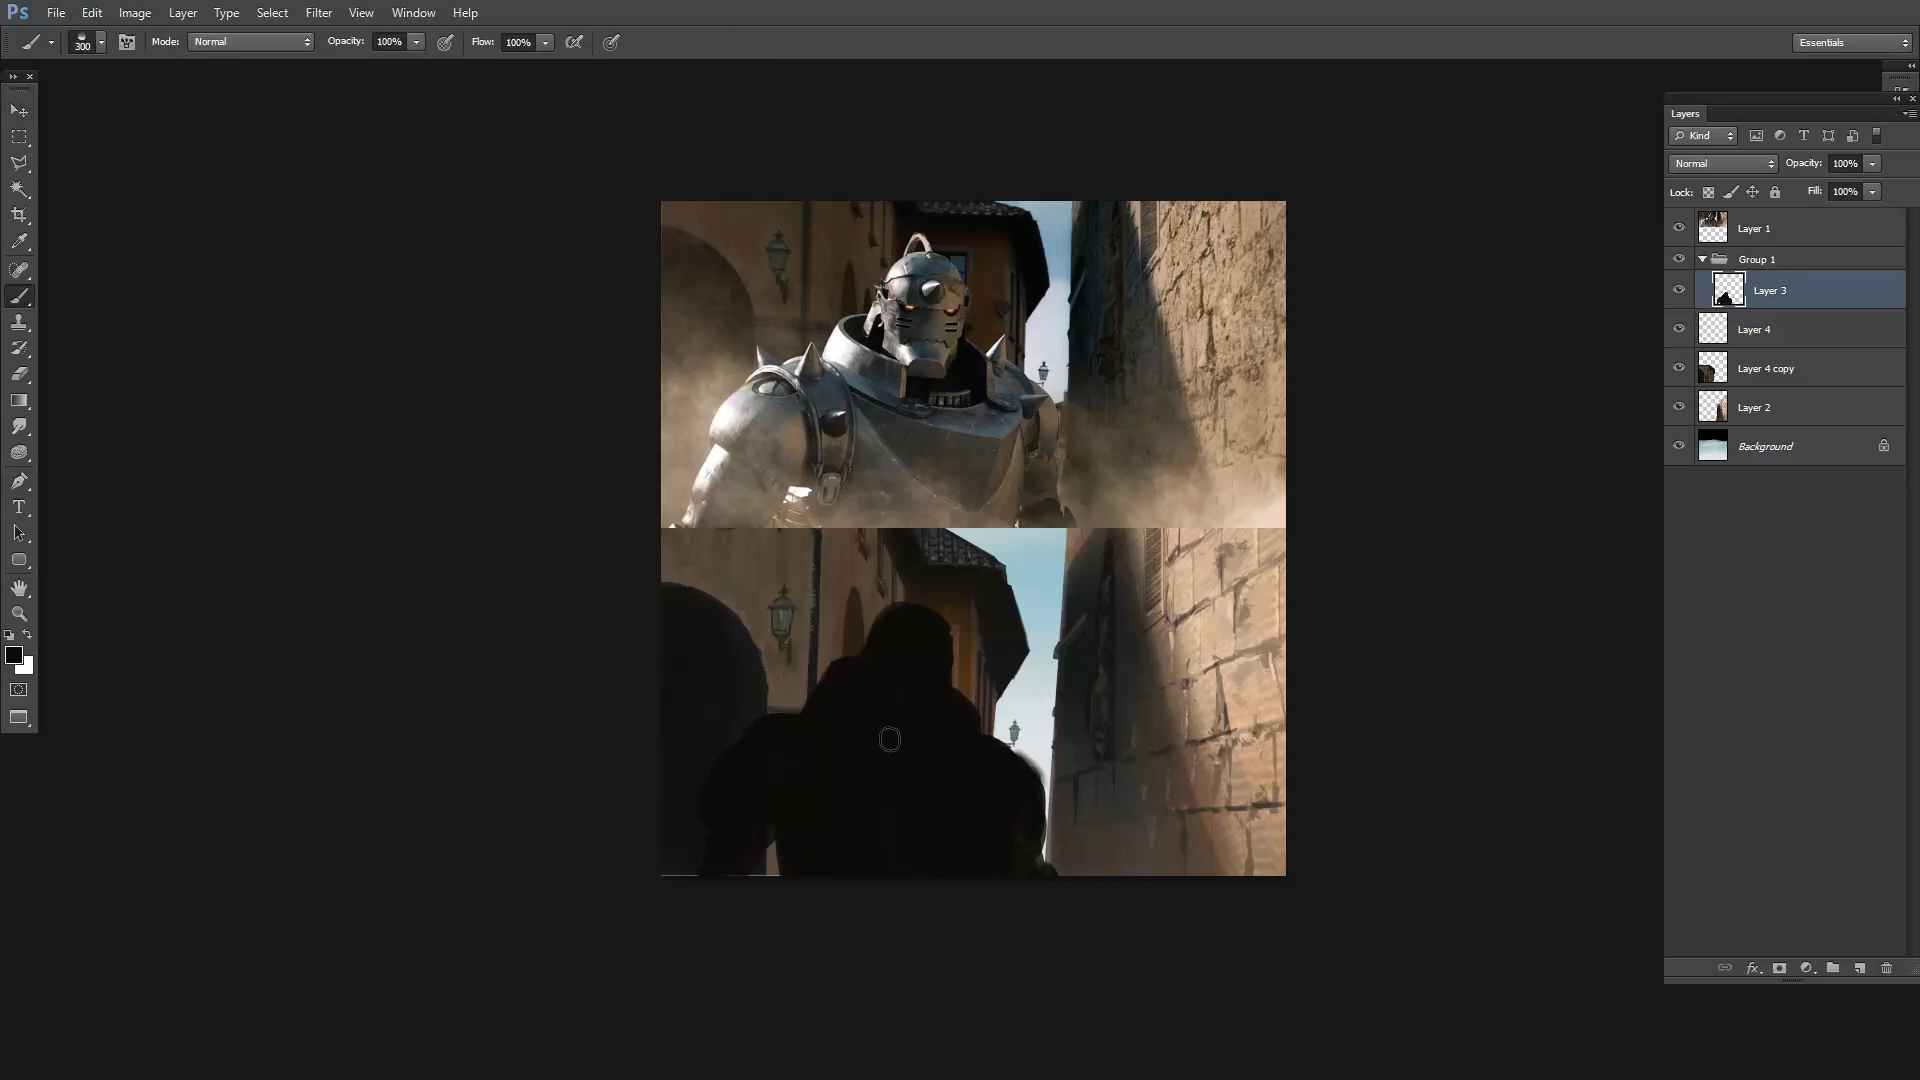 Ps File Edit Image Layer Type Select Filter View Window Help
300 Mode: Normal Opacity: 100% Flow: 100% Essentials
Layers
Kind
Normal Opacity: 100%
Lock: Fill: 100%
Layer 1
Group 1
Layer 3
Layer 4
Layer 4 copy
Layer 2
Background